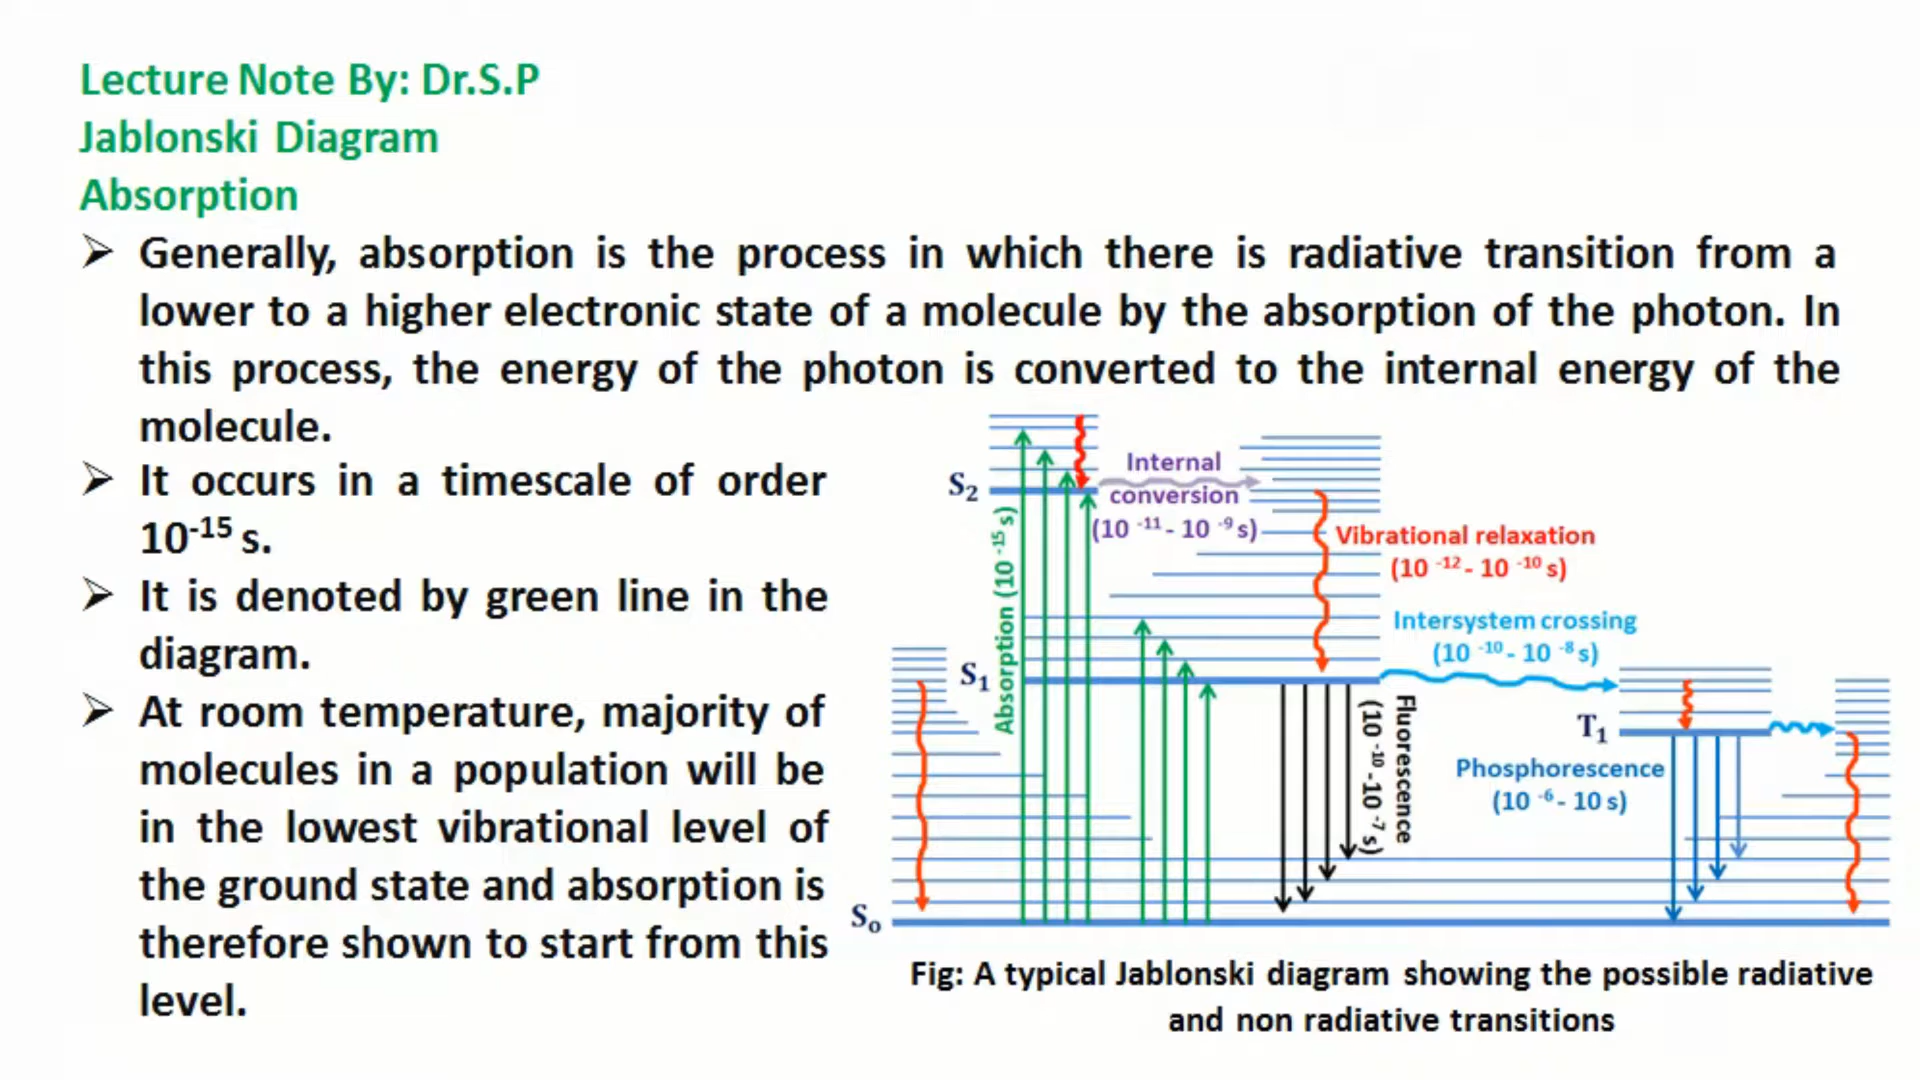 Lecture Note By: Dr.S.P
Jablonski Diagram
Absorption
➢ Generally, absorption is the process in which there is radiative transition from a
lower to a higher electronic state of a molecule by the absorption of the photon. In
this process, the energy of the photon is converted to the internal energy of the
molecule.
➢ It occurs in a timescale of order
10⁻¹⁵ s.
➢ It is denoted by green line in the
diagram.
➢ At room temperature, majority of
molecules in a population will be
in the lowest vibrational level of
the ground state and absorption is
therefore shown to start from this
level.
S₂
Internal
conversion
(10 ⁻¹¹ - 10 ⁻⁹ s)
Absorption (10 ⁻¹⁵ s)
Vibrational relaxation
(10 ⁻¹² - 10 ⁻¹⁰ s)
Intersystem crossing
(10 ⁻¹⁰ - 10 ⁻⁸ s)
S₁
Fluorescence
(10 ⁻¹⁰ - 10 ⁻⁷ s)
T₁
Phosphorescence
(10 ⁻⁶ - 10 s)
S₀
Fig: A typical Jablonski diagram showing the possible radiative
and non radiative transitions